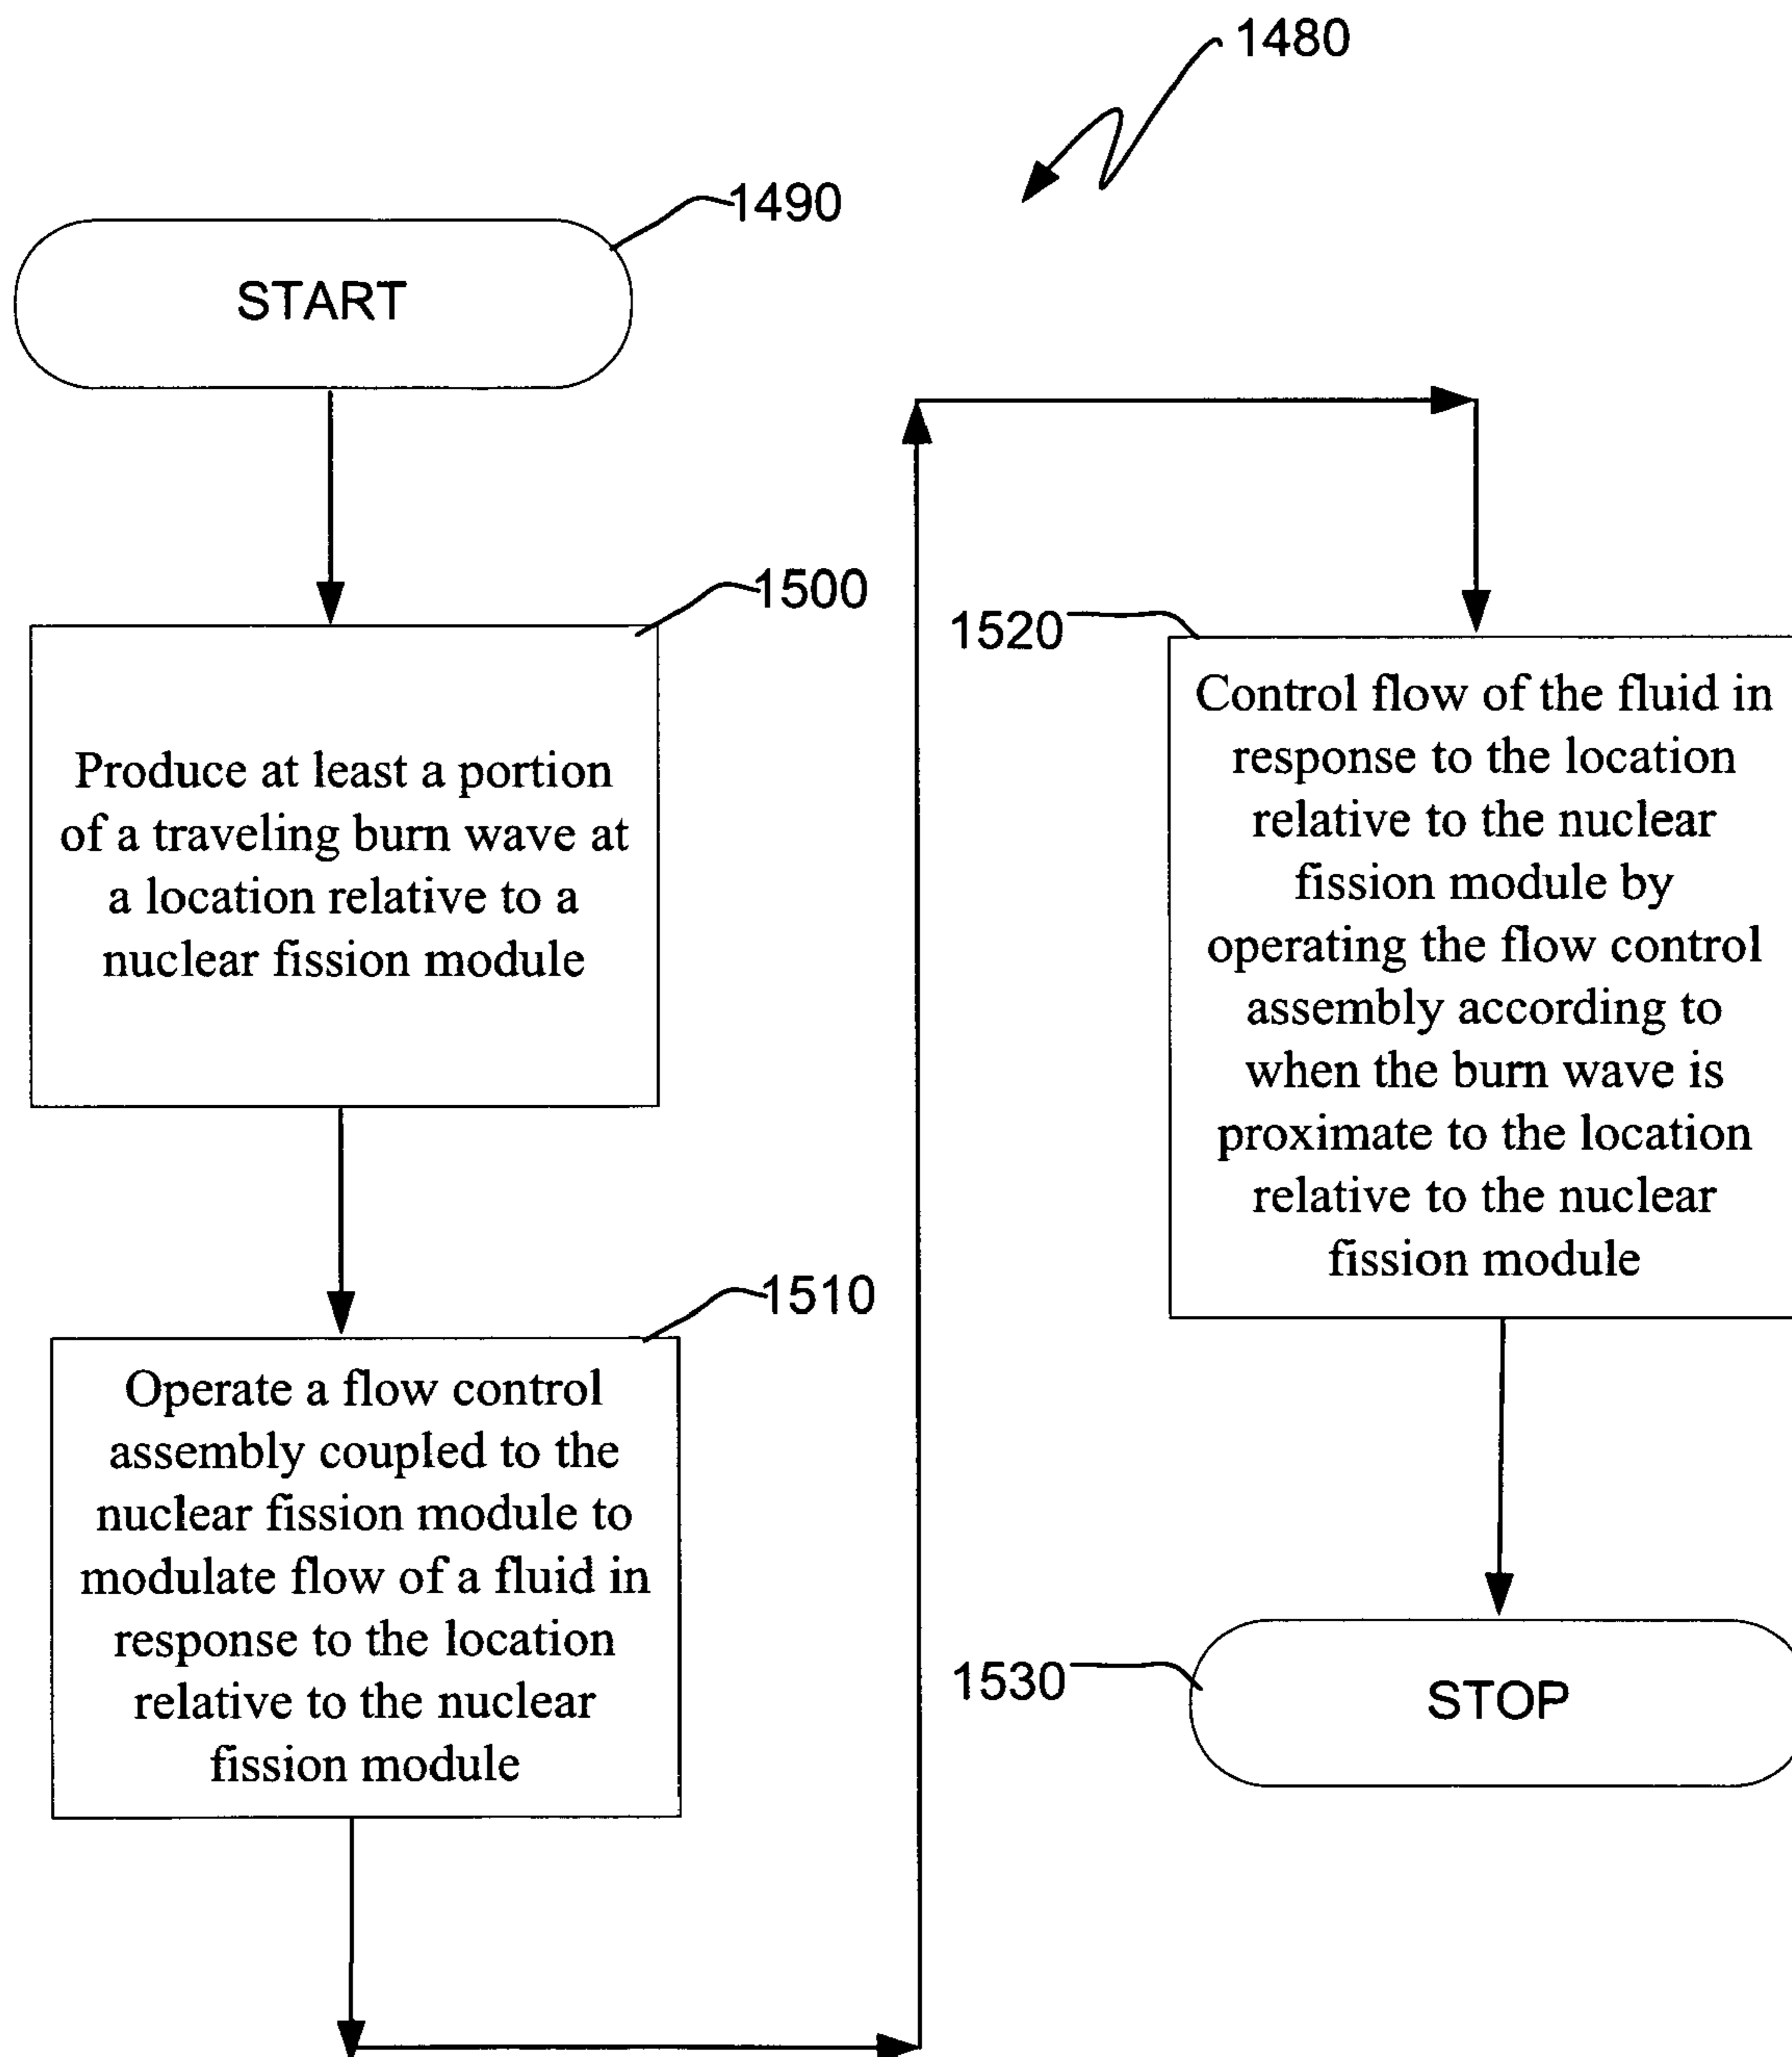 1480
1490
START
1500
Produce at least a portion
of a traveling burn wave at
a location relative to a
nuclear fission module
1510
Operate a flow control
assembly coupled to the
nuclear fission module to
modulate flow of a fluid in
response to the location
relative to the nuclear
fission module
1520
Control flow of the fluid in
response to the location
relative to the nuclear
fission module by
operating the flow control
assembly according to
when the burn wave is
proximate to the location
relative to the nuclear
fission module
1530
STOP